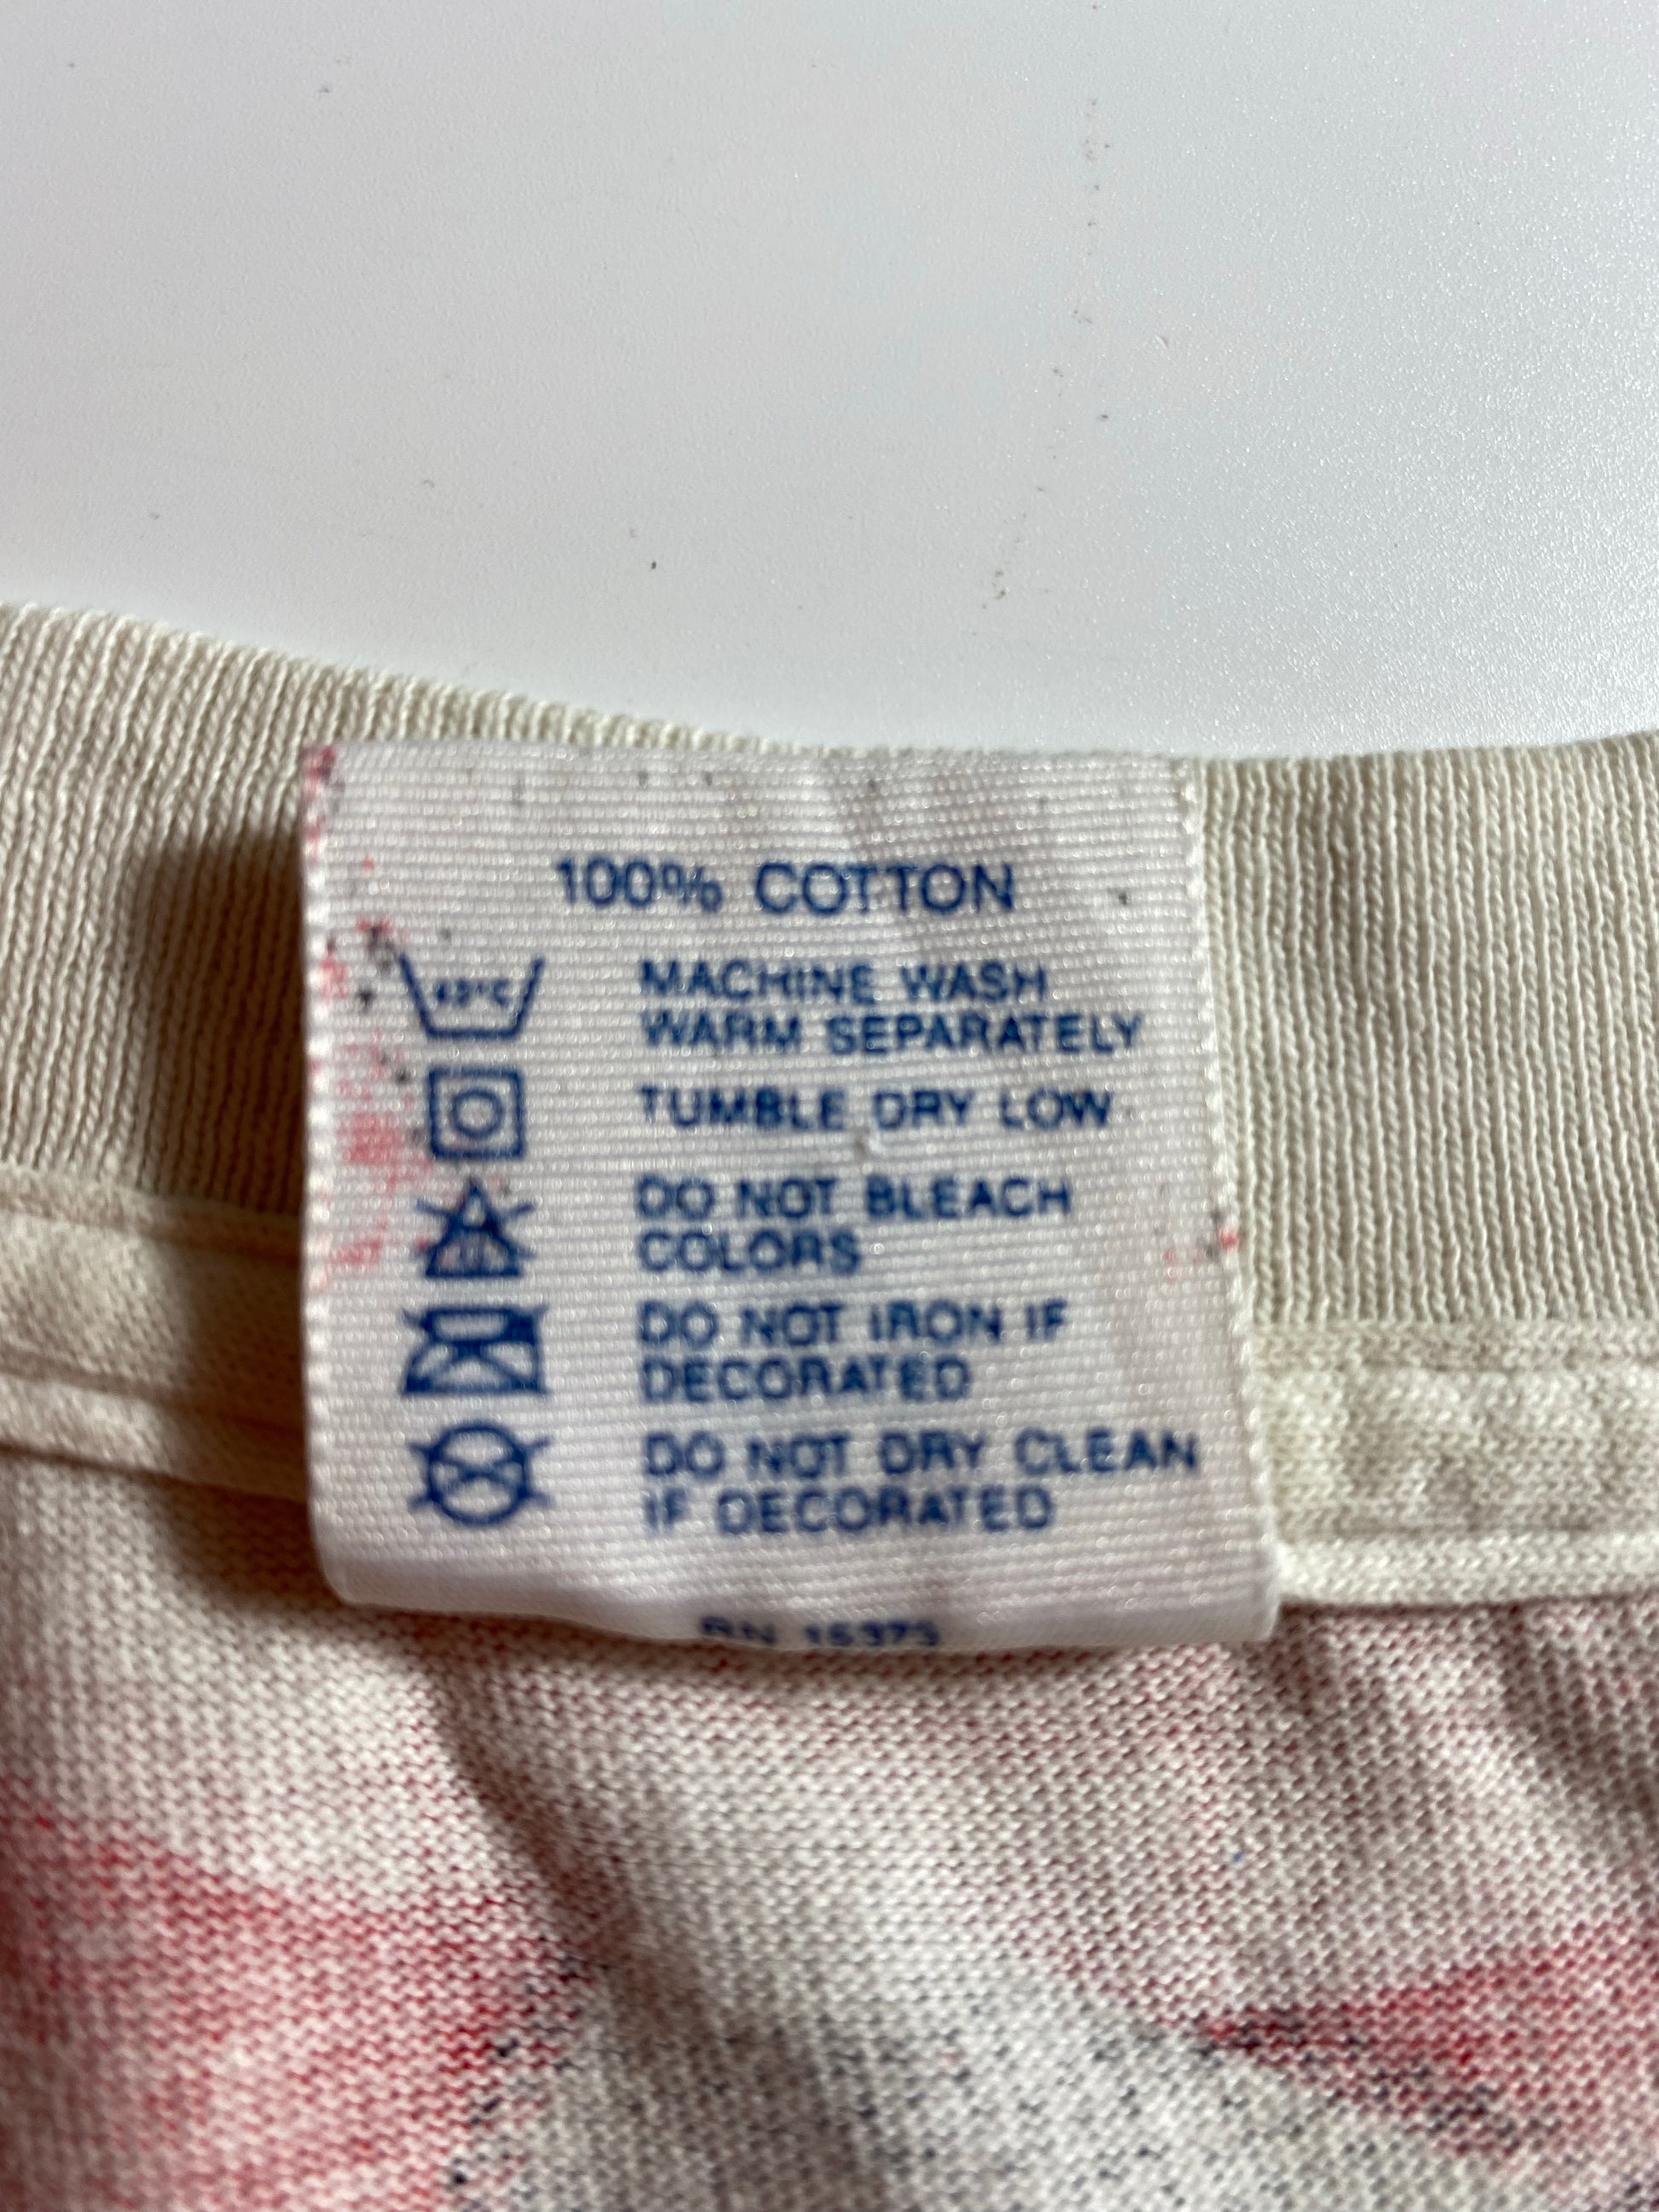 100% COTTON
MACHINE WASH
WARM SEPARATELY
TUMBLE DRY LOW
DO NOT BLEACH
COLORS
DO NOT IRON IF
DECORATED
DO NOT DRY CLEAN
IF DECORATED
RN